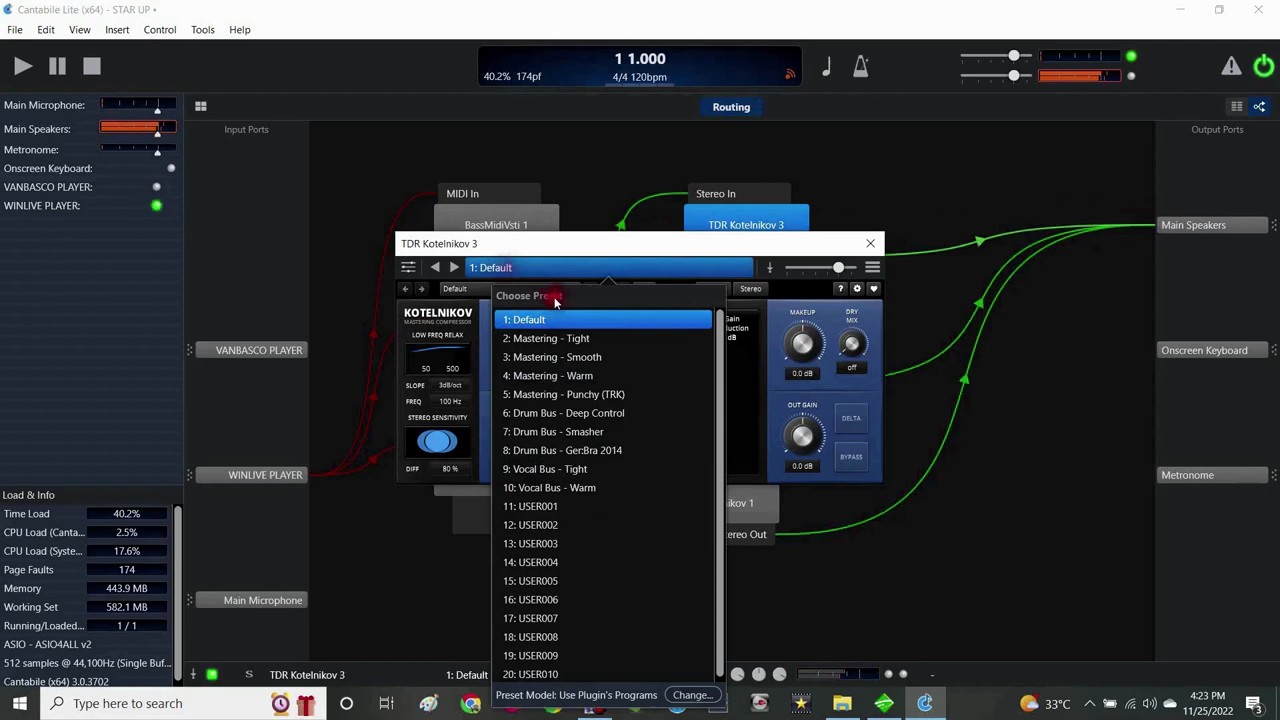 Cantabile Lite (x64) - STAR UP •
File Edit View Insert Control Tools Help
1 1.000
40.2% 174pf
4/4 120bpm
Main Microphone:
Main Speakers:
Metronome:
Onscreen Keyboard:
VANBASCO PLAYER:
WINLIVE PLAYER:
Routing
Input Ports
Output Ports
MIDI In
Stereo In
BassMidiVsti 1
TDR Kotelnikov 3
Main Speakers
TDR Kotelnikov 3
1: Default
Default
Stereo
?
KOTELNIKOV
MASTERING COMPRESSOR
LOW FREQ RELAX
50 500
SLOPE 3dB/oct
FREQ 100 Hz
STEREO SENSITIVITY
DIFF 80 %
MAKEUP
DRY MIX
0.0 dB
off
OUT GAIN
DELTA
BYPASS
0.0 dB
Choose
1: Default
2: Mastering - Tight
3: Mastering - Smooth
4: Mastering - Warm
5: Mastering - Punchy (TRK)
6: Drum Bus - Deep Control
7: Drum Bus - Smasher
8: Drum Bus - Ger:Bra 2014
9: Vocal Bus - Tight
10: Vocal Bus - Warm
11: USER001
12: USER002
13: USER003
14: USER004
15: USER005
16: USER006
17: USER007
18: USER008
19: USER009
20: USER010
Preset Model: Use Plugin's Programs
Change...
VANBASCO PLAYER
WINLIVE PLAYER
Main Microphone
Onscreen Keyboard
Metronome
nikov 1
ereo Out
Load & Info
Time Load 40.2%
CPU Load (Canta... 2.5%
CPU Load (Syste... 17.6%
Page Faults 174
Memory 443.9 MB
Working Set 582.1 MB
Running/Loaded... 1 / 1
ASIO - ASIO4ALL v2
512 samples @ 44,100Hz (Single Buf...
Cantabile (x64) 3.0.3702
S
TDR Kotelnikov 3
1: Default
Type here to search
33°C
4:23 PM
11/25/2022